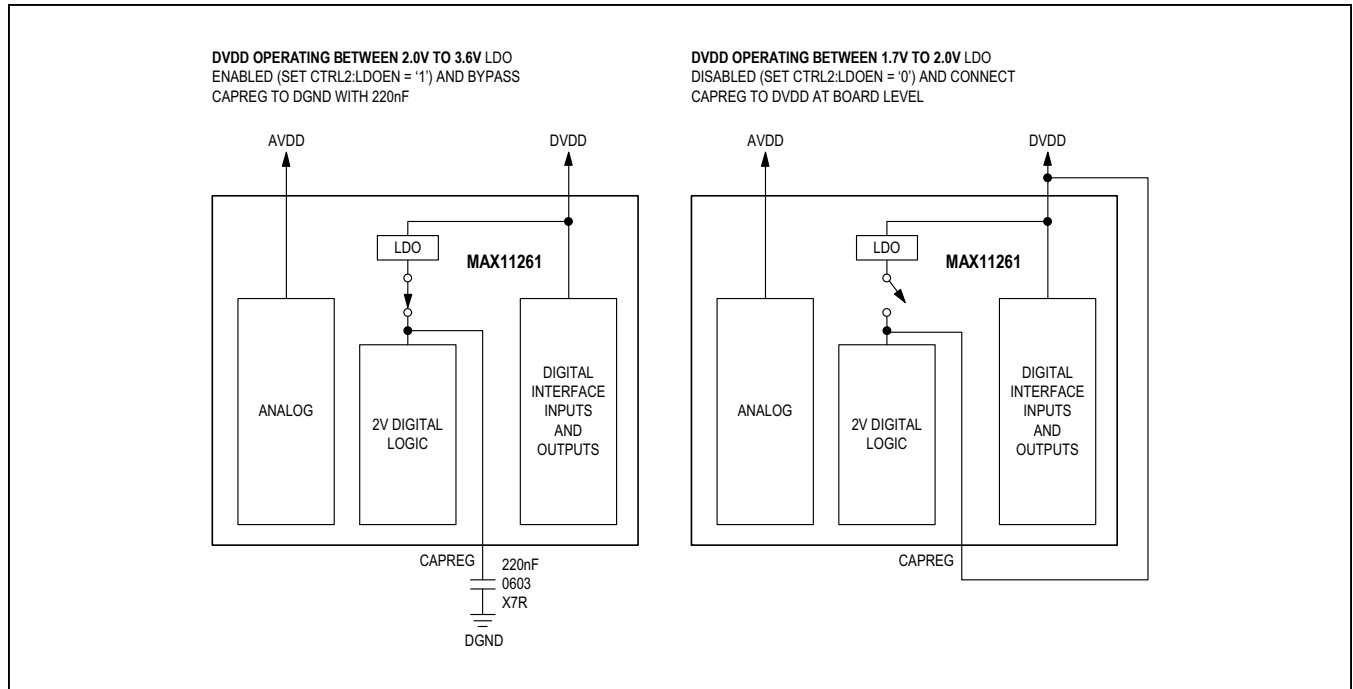 DVDD OPERATING BETWEEN 2.0V TO 3.6V LDO
ENABLED (SET CTRL2:LDOEN = ‘1’) AND BYPASS
CAPREG TO DGND WITH 220nF
AVDD
DVDD
LDO
MAX11261
ANALOG
2V DIGITAL
LOGIC
DIGITAL
INTERFACE
INPUTS
AND
OUTPUTS
CAPREG
220nF
0603
X7R
DGND
DVDD OPERATING BETWEEN 1.7V TO 2.0V LDO
DISABLED (SET CTRL2:LDOEN = ‘0’) AND CONNECT
CAPREG TO DVDD AT BOARD LEVEL
AVDD
DVDD
LDO
MAX11261
ANALOG
2V DIGITAL
LOGIC
DIGITAL
INTERFACE
INPUTS
AND
OUTPUTS
CAPREG